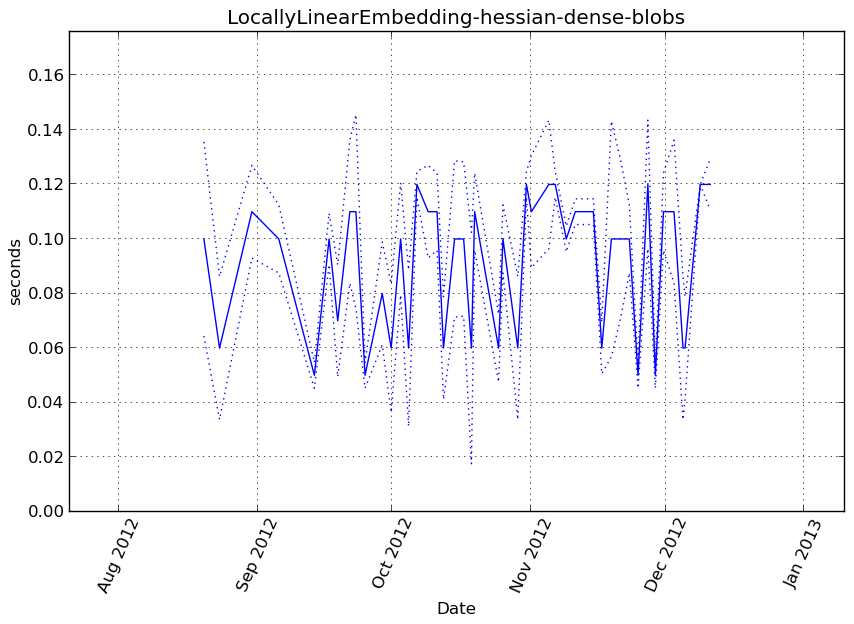 LocallyLinearEmbedding-hessian-dense-blobs
0.16
0.14
0.12
0.10
0.08
0.06
0.04
0.02
0.00
seconds
Aug 2012
Sep 2012
Oct 2012
Nov 2012
Dec 2012
Jan 2013
Date